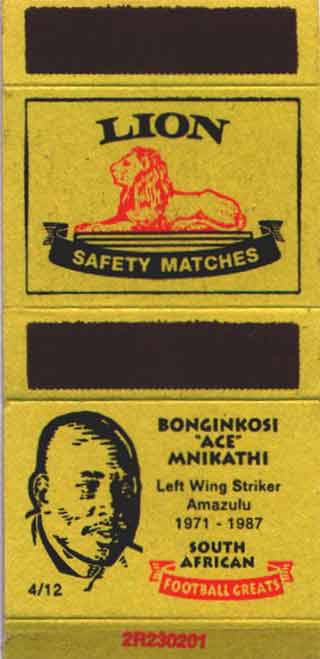 LION
SAFETY MATCHES
BONGINKOSI
"ACE"
MNIKATHI
Left Wing Striker
Amazulu
1971 - 1987
SOUTH
AFRICAN
FOOTBALL GREATS
4/12
2R230201